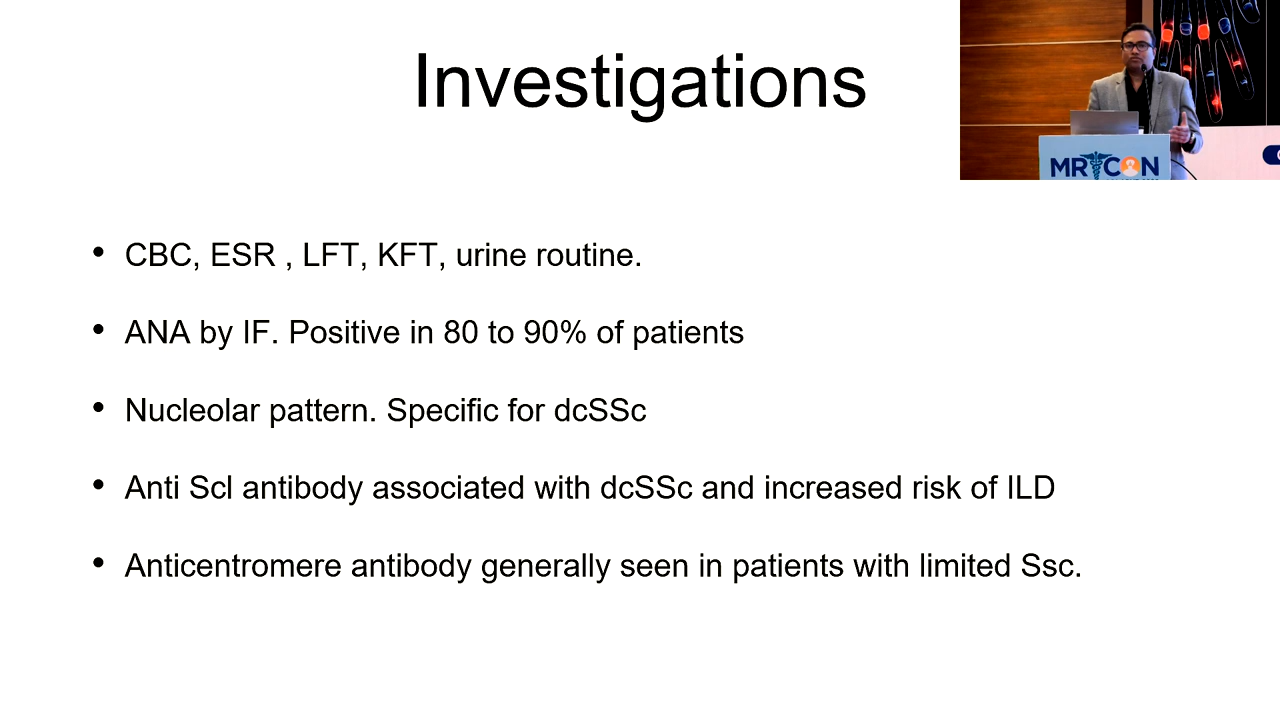 Investigations
MR CON
• CBC, ESR , LFT, KFT, urine routine.
• ANA by IF. Positive in 80 to 90% of patients
• Nucleolar pattern. Specific for dcSSc
• Anti Scl antibody associated with dcSSc and increased risk of ILD
• Anticentromere antibody generally seen in patients with limited Ssc.